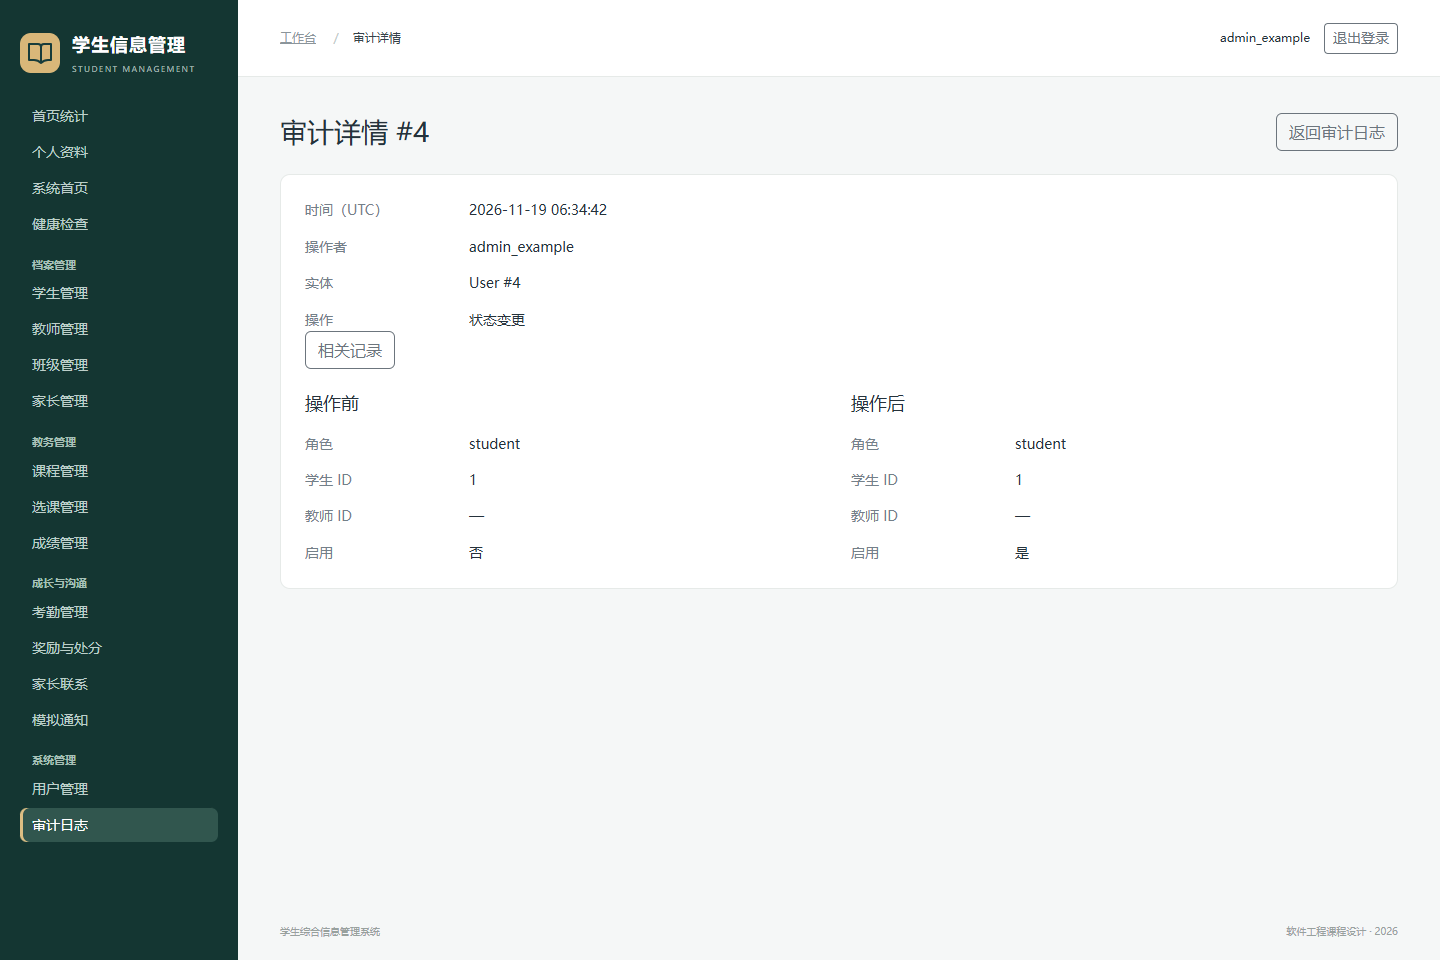 学生信息管理
STUDENT MANAGEMENT
首页统计
个人资料
系统首页
健康检查
档案管理
学生管理
教师管理
班级管理
家长管理
教务管理
课程管理
选课管理
成绩管理
成长与沟通
考勤管理
奖励与处分
家长联系
模拟通知
系统管理
用户管理
审计日志
工作台 / 审计详情
admin_example 退出登录
审计详情 #4
返回审计日志
时间（UTC） 2026-11-19 06:34:42
操作者 admin_example
实体 User #4
操作 状态变更
相关记录
操作前
角色 student
学生 ID 1
教师 ID —
启用 否
操作后
角色 student
学生 ID 1
教师 ID —
启用 是
学生综合信息管理系统
软件工程课程设计 · 2026